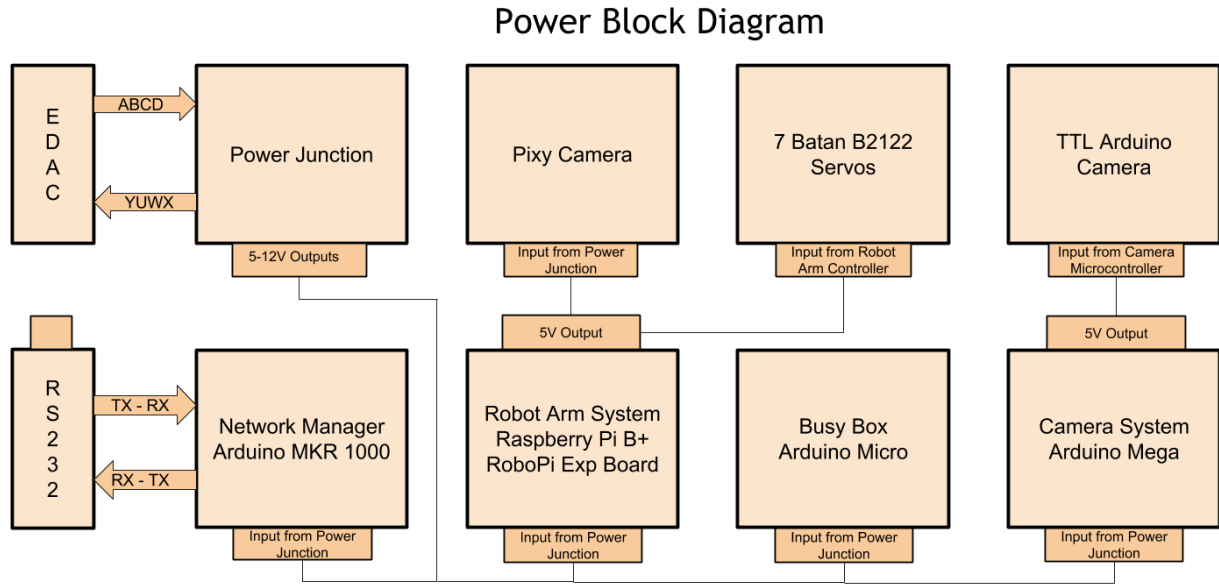 Power Block Diagram
E
D
A
C
ABCD
YUWX
Power Junction
5-12V Outputs
Pixy Camera
Input from Power
Junction
7 Batan B2122
Servos
Input from Robot
Arm Controller
TTL Arduino
Camera
Input from Camera
Microcontroller
R
S
2
3
2
TX - RX
RX - TX
Network Manager
Arduino MKR 1000
Input from Power
Junction
5V Output
Robot Arm System
Raspberry Pi B+
RoboPi Exp Board
Input from Power
Junction
Busy Box
Arduino Micro
Input from Power
Junction
5V Output
Camera System
Arduino Mega
Input from Power
Junction